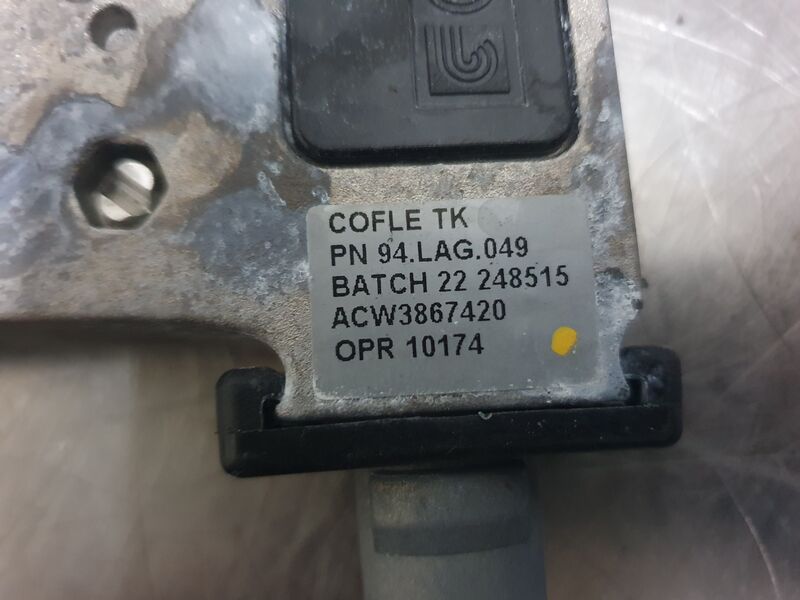 COFLE TK
PN 94.LAG.049
BATCH 22 248515
ACW3867420
OPR 10174